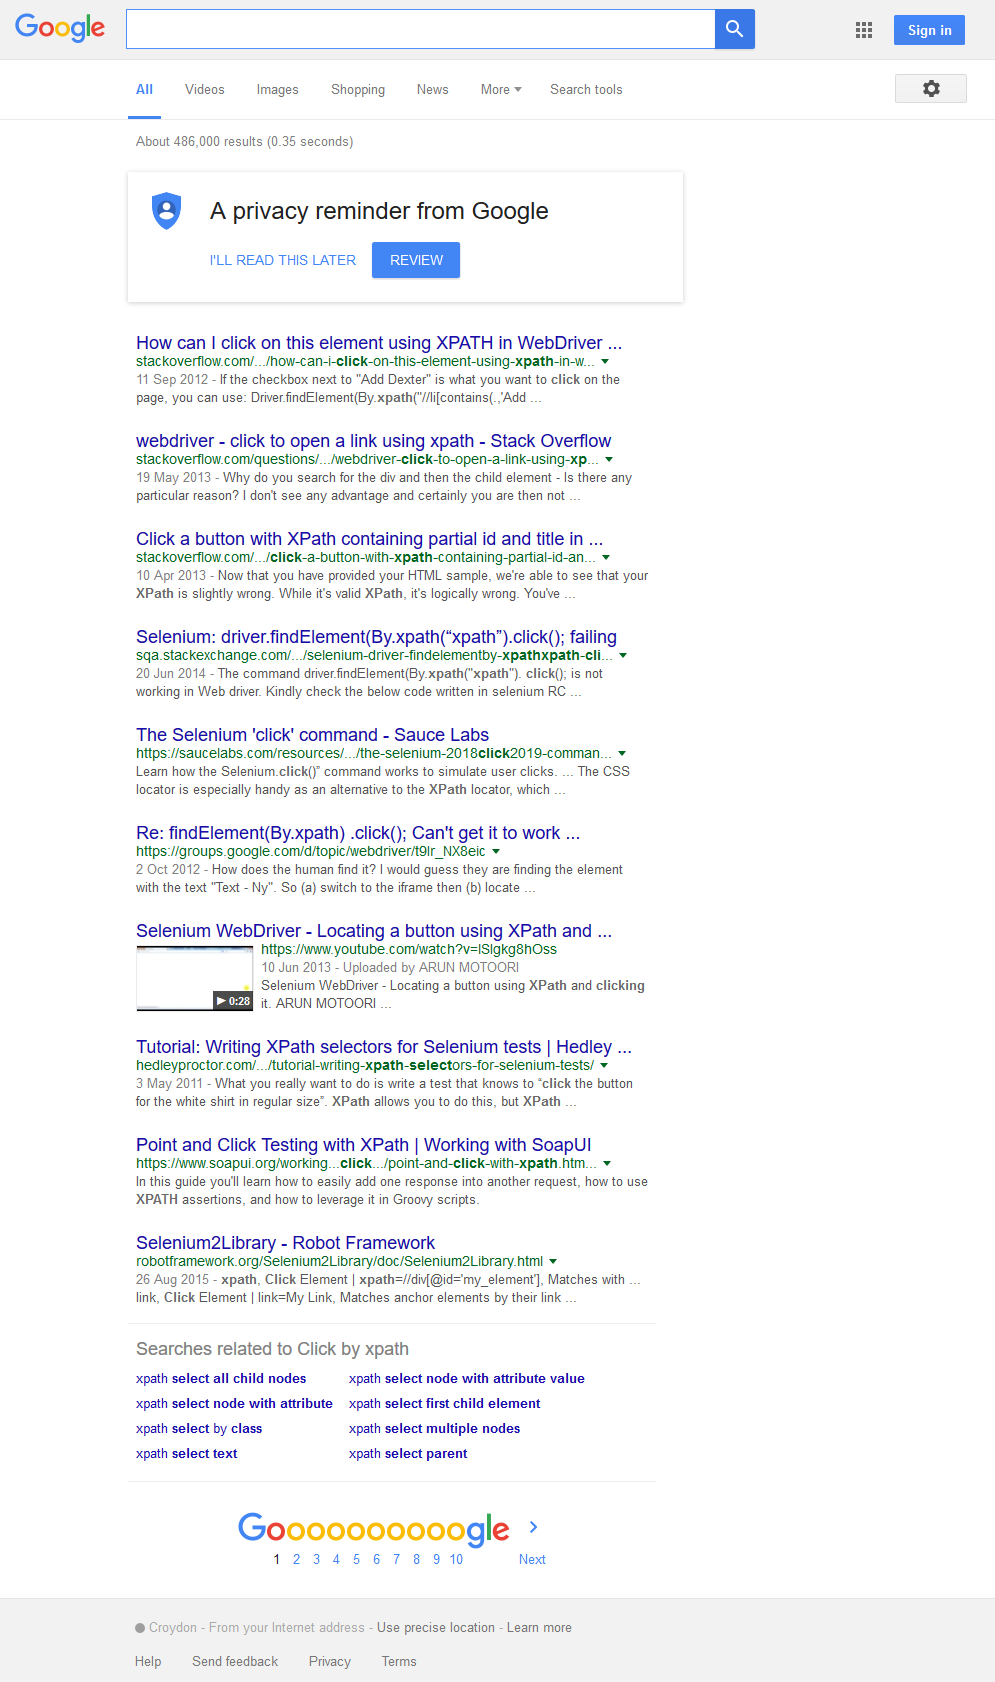 Google
Sign in
All Videos Images Shopping News More Search tools
About 486,000 results (0.35 seconds)
A privacy reminder from Google
I'LL READ THIS LATER REVIEW
How can I click on this element using XPATH in WebDriver ...
stackoverflow.com/.../how-can-i-click-on-this-element-using-xpath-in-w...
11 Sep 2012 - If the checkbox next to "Add Dexter" is what you want to click on the
page, you can use: Driver.findElement(By.xpath("//li[contains(.,'Add ...
webdriver - click to open a link using xpath - Stack Overflow
stackoverflow.com/questions/.../webdriver-click-to-open-a-link-using-xp...
19 May 2013 - Why do you search for the div and then the child element - Is there any
particular reason? I don't see any advantage and certainly you are then not ...
Click a button with XPath containing partial id and title in ...
stackoverflow.com/.../click-a-button-with-xpath-containing-partial-id-an...
10 Apr 2013 - Now that you have provided your HTML sample, we're able to see that your
XPath is slightly wrong. While it's valid XPath, it's logically wrong. You've ...
Selenium: driver.findElement(By.xpath(“xpath”).click(); failing
sqa.stackexchange.com/.../selenium-driver-findelementby-xpathxpath-cli...
20 Jun 2014 - The command driver.findElement(By.xpath("xpath"). click(); is not
working in Web driver. Kindly check the below code written in selenium RC ...
The Selenium 'click' command - Sauce Labs
https://saucelabs.com/resources/.../the-selenium-2018click2019-comman...
Learn how the Selenium.click()” command works to simulate user clicks. ... The CSS
locator is especially handy as an alternative to the XPath locator, which ...
Re: findElement(By.xpath) .click(); Can't get it to work ...
https://groups.google.com/d/topic/webdriver/t9lr_NX8eic
2 Oct 2012 - How does the human find it? I would guess they are finding the element
with the text "Text - Ny". So (a) switch to the iframe then (b) locate ...
Selenium WebDriver - Locating a button using XPath and ...
https://www.youtube.com/watch?v=lSlgkg8hOss
10 Jun 2013 - Uploaded by ARUN MOTOORI
Selenium WebDriver - Locating a button using XPath and clicking
0:28 it. ARUN MOTOORI ...
Tutorial: Writing XPath selectors for Selenium tests | Hedley ...
hedleyproctor.com/.../tutorial-writing-xpath-selectors-for-selenium-tests/
3 May 2011 - What you really want to do is write a test that knows to “click the button
for the white shirt in regular size”. XPath allows you to do this, but XPath ...
Point and Click Testing with XPath | Working with SoapUI
https://www.soapui.org/working...click.../point-and-click-with-xpath.htm...
In this guide you'll learn how to easily add one response into another request, how to use
XPATH assertions, and how to leverage it in Groovy scripts.
Selenium2Library - Robot Framework
robotframework.org/Selenium2Library/doc/Selenium2Library.html
26 Aug 2015 - xpath, Click Element | xpath=//div[@id='my_element'], Matches with ...
link, Click Element | link=My Link, Matches anchor elements by their link ...
Searches related to Click by xpath
xpath select all child nodes xpath select node with attribute value
xpath select node with attribute xpath select first child element
xpath select by class xpath select multiple nodes
xpath select text xpath select parent
Goooooooooogle
1 2 3 4 5 6 7 8 9 10 Next
Croydon - From your Internet address - Use precise location - Learn more
Help Send feedback Privacy Terms